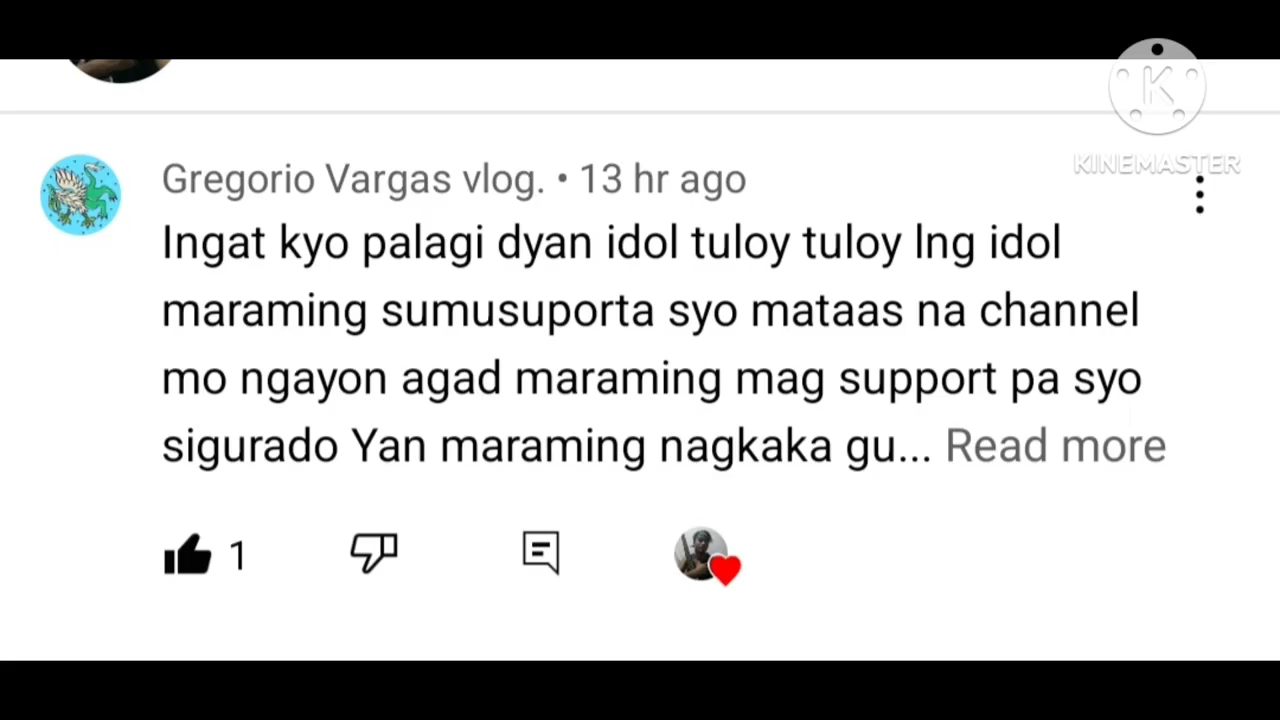 K
KINEMASTER
Gregorio Vargas vlog. • 13 hr ago
Ingat kyo palagi dyan idol tuloy tuloy lng idol
maraming sumusuporta syo mataas na channel
mo ngayon agad maraming mag support pa syo
sigurado Yan maraming nagkaka gu... Read more
1